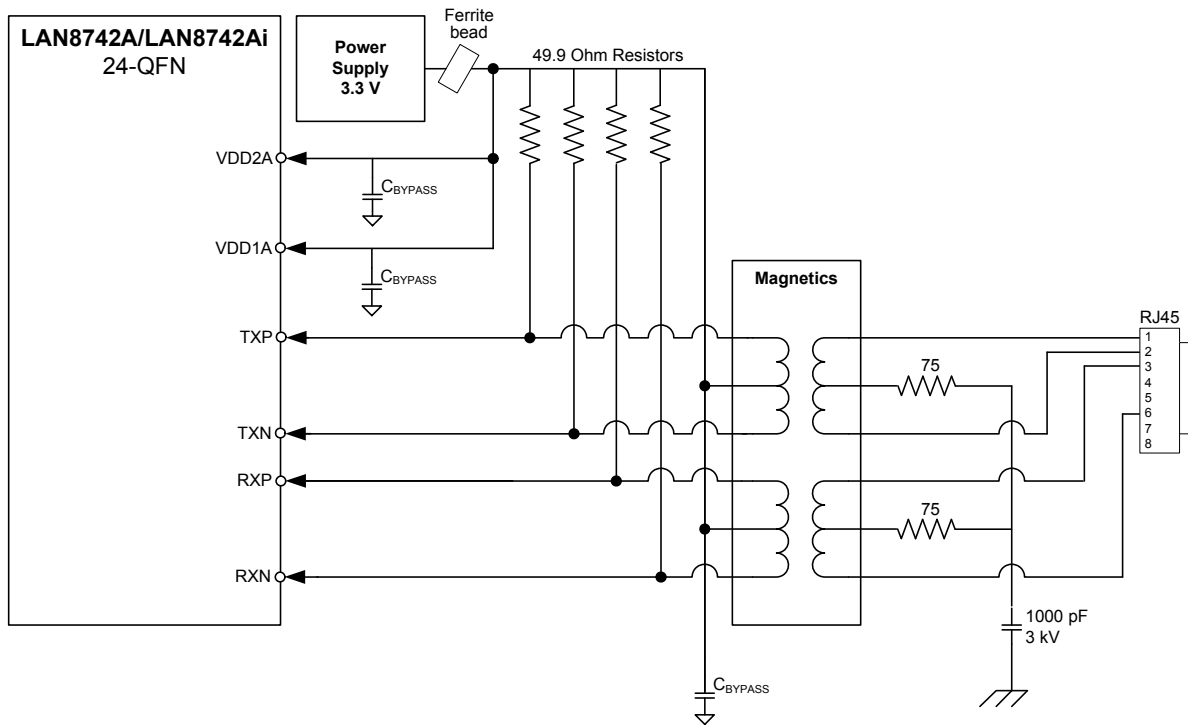 LAN8742A/LAN8742Ai
24-QFN
Power
Supply
3.3 V
Ferrite
bead
49.9 Ohm Resistors
VDD2A
CBYPASS
VDD1A
CBYPASS
Magnetics
TXP
RJ45
1
2
3
4
5
6
7
8
75
TXN
RXP
75
RXN
1000 pF
3 kV
CBYPASS